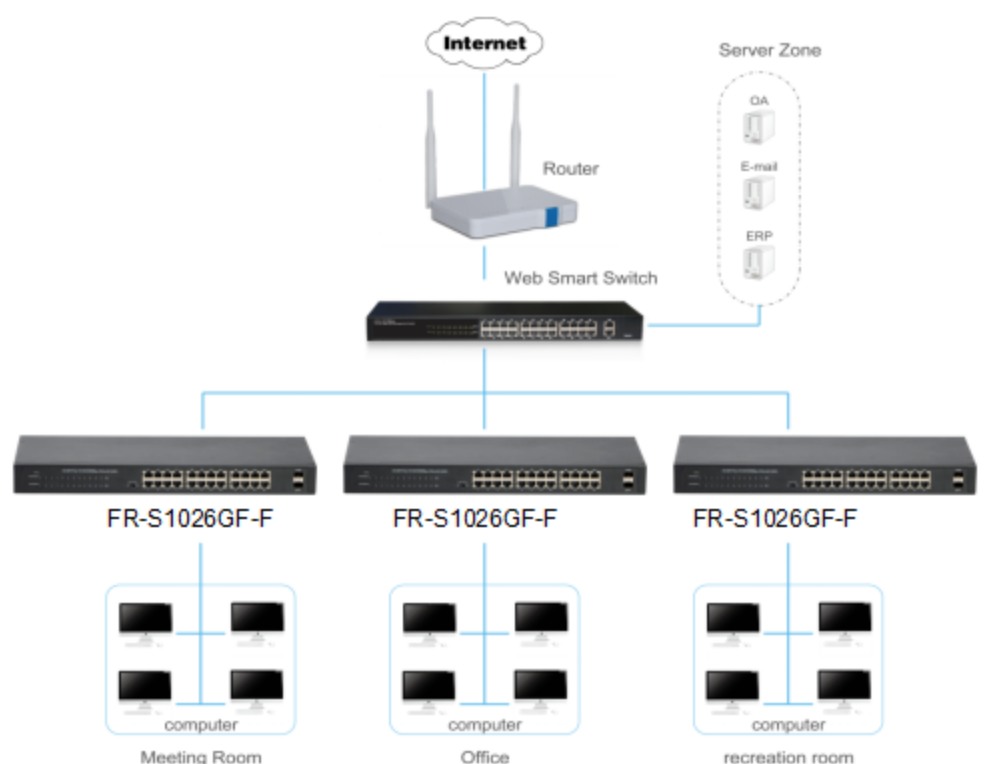 Internet
Server Zone
OA
E-mail
ERP
Router
Web Smart Switch
FR-S1026GF-F
FR-S1026GF-F
FR-S1026GF-F
computer
computer
computer
Meeting Room
Office
recreation room